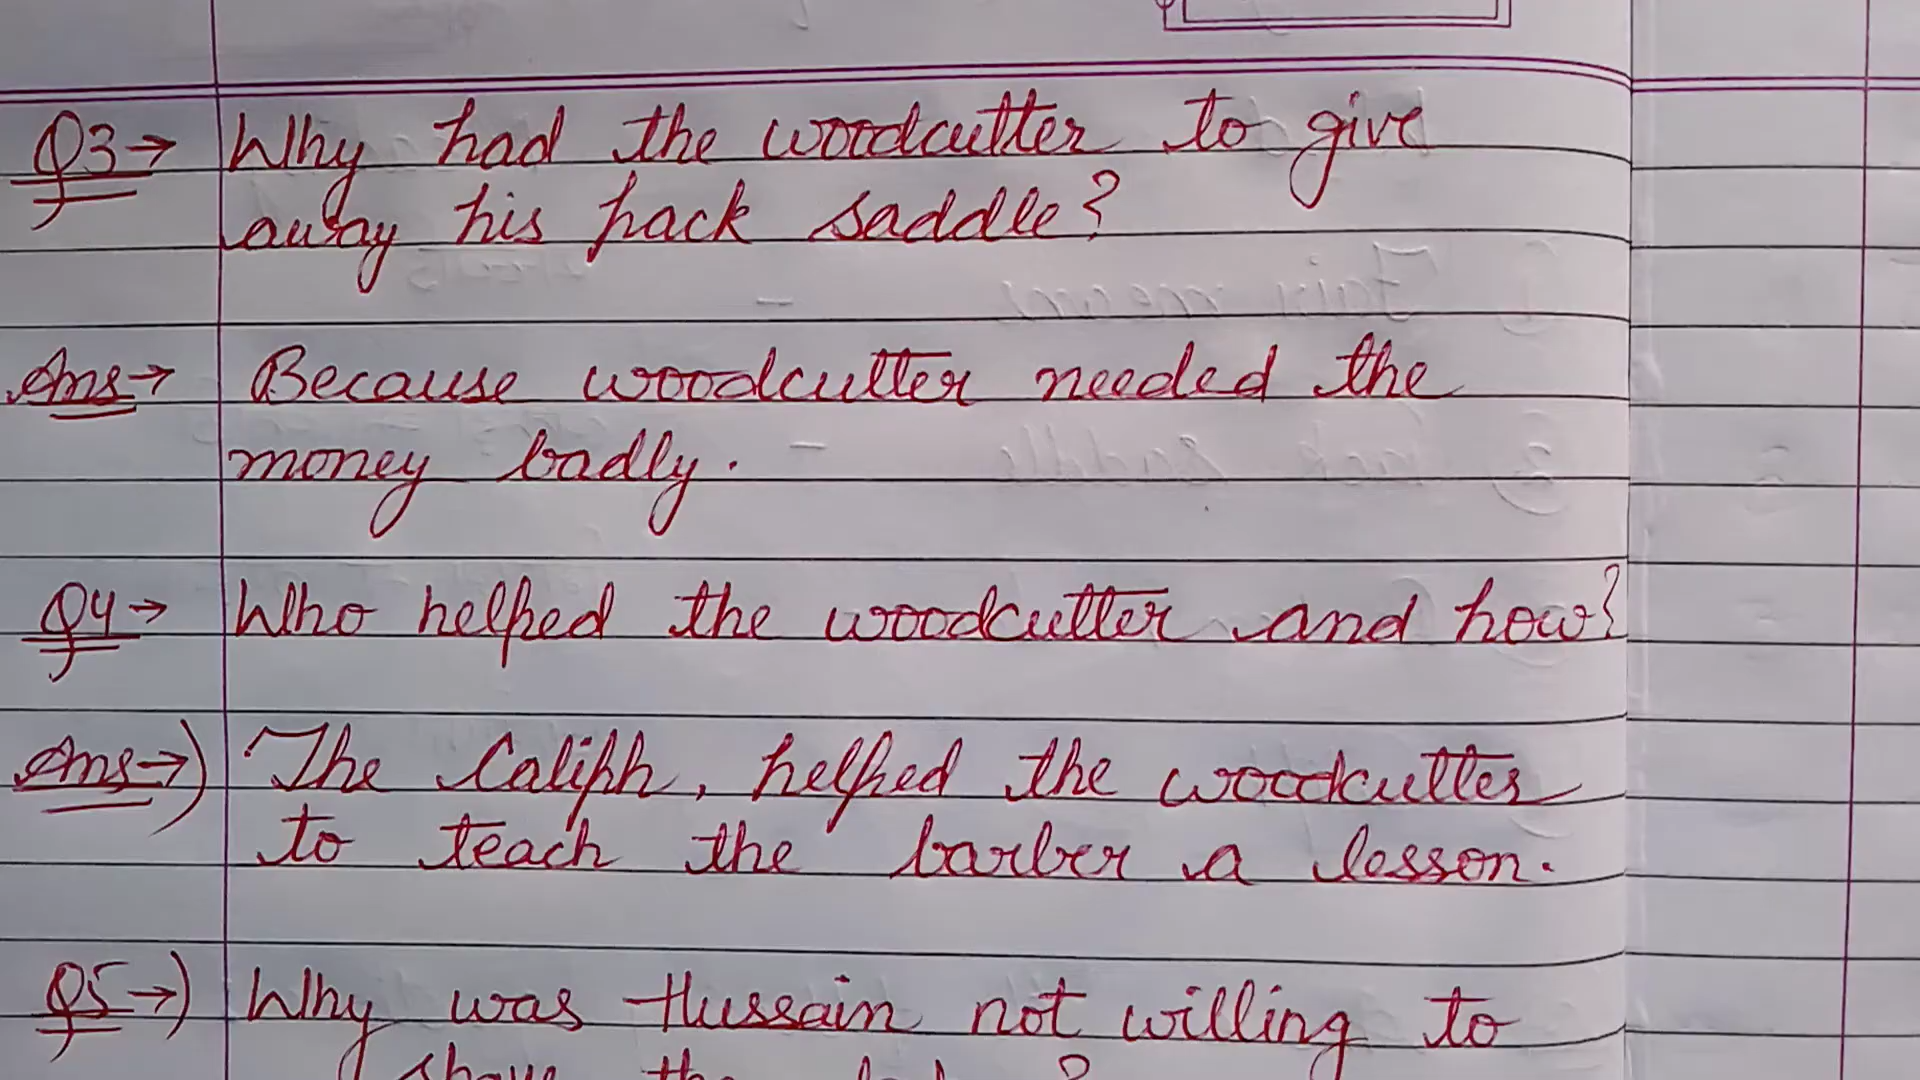 Q3→ Why had the woodcutter to give
away his pack saddle?
Ans→ Because woodcutter needed the
money badly.
Q4→ Who helped the woodcutter and how?
Ans→) The Caliph, helped the woodcutter
to teach the barber a lesson.
Q5→) Why was Hussain not willing to